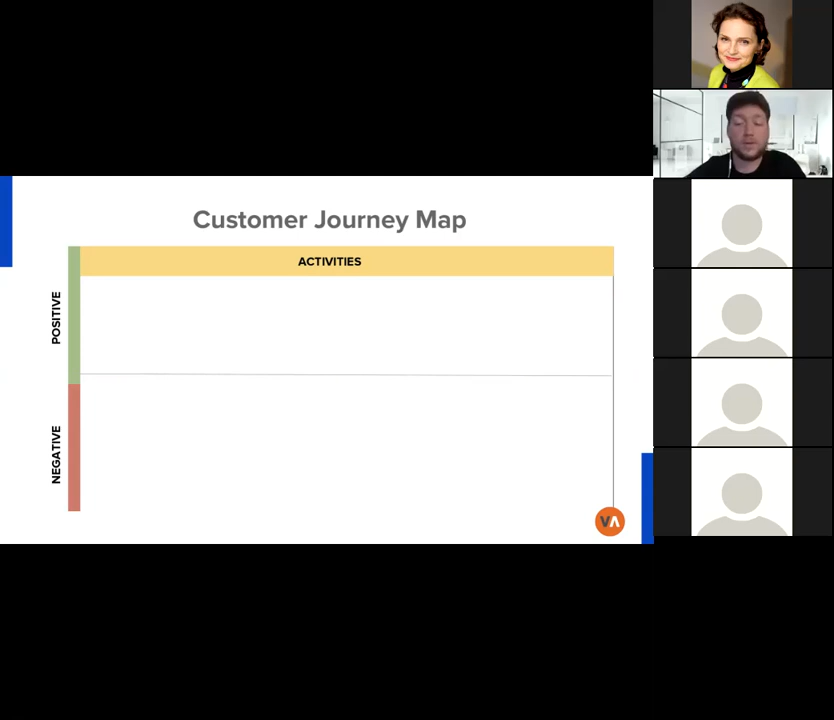 Customer Journey Map
ACTIVITIES
POSITIVE
NEGATIVE
VA